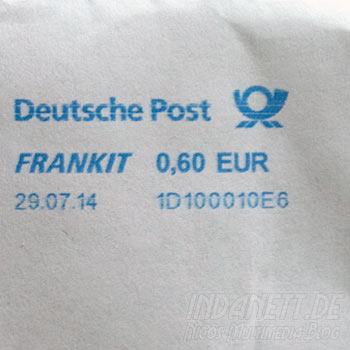 Deutsche Post
FRANKIT 0,60 EUR
29.07.14 1D100010E6
INDANETT.DE